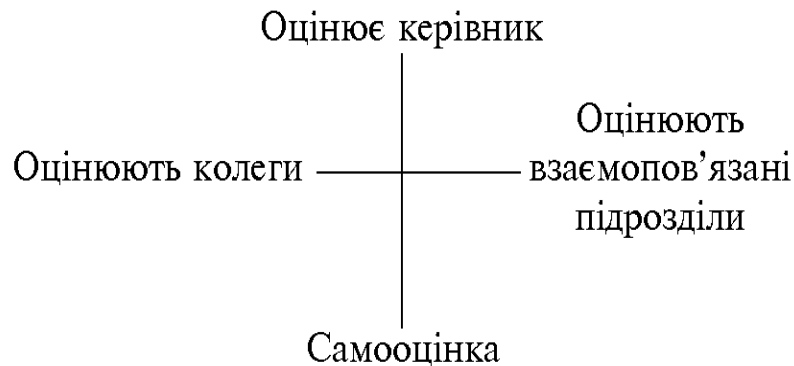 Оцінює керівник
Оцінюють колеги
Оцінюють
взаємопов’язані
підрозділи
Самооцінка